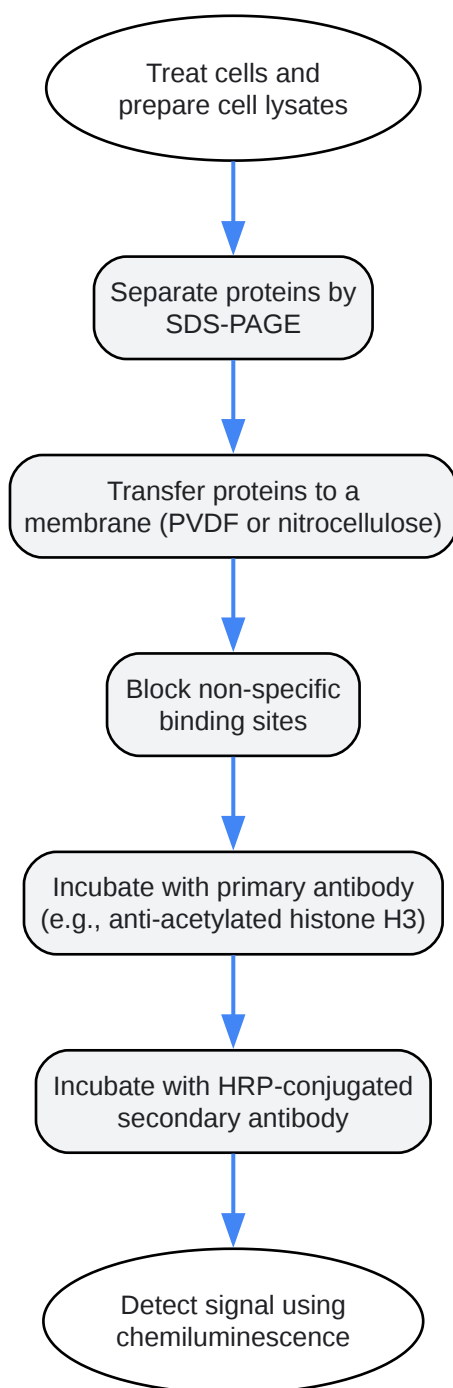 Treat cells and
prepare cell lysates
Separate proteins by
SDS-PAGE
Transfer proteins to a
membrane (PVDF or nitrocellulose)
Block non-specific
binding sites
Incubate with primary antibody
(e.g., anti-acetylated histone H3)
Incubate with HRP-conjugated
secondary antibody
Detect signal using
chemiluminescence